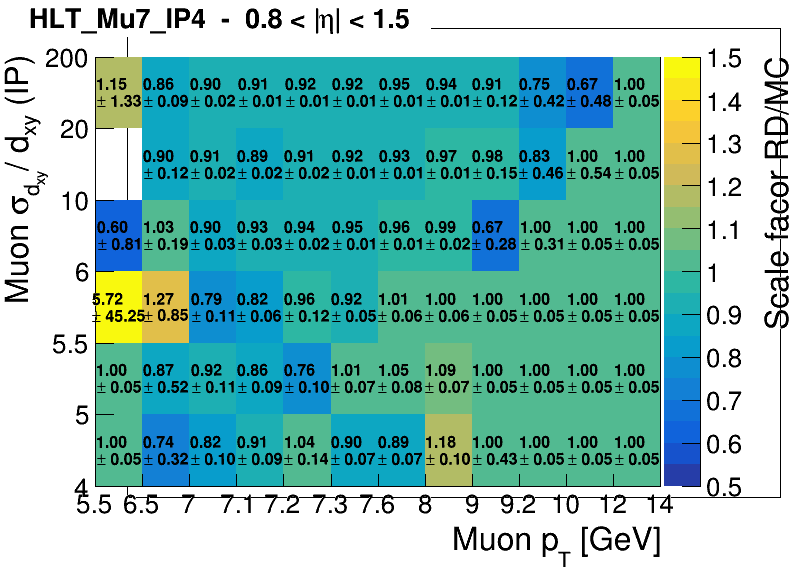 HLT_Mu7_IP4 - 0.8 < |η| < 1.5
Muon σ_{d_{xy}} / d_{xy} (IP)
200
1.15 0.86 0.90 0.91 0.92 0.92 0.95 0.94 0.91 0.75 0.67 1.00
± 1.33 ± 0.09 ± 0.02 ± 0.01 ± 0.01 ± 0.01 ± 0.01 ± 0.01 ± 0.12 ± 0.42 ± 0.48 ± 0.05
20
0.90 0.91 0.89 0.91 0.92 0.93 0.97 0.98 0.83 1.00 1.00
± 0.12 ± 0.02 ± 0.02 ± 0.02 ± 0.01 ± 0.01 ± 0.01 ± 0.15 ± 0.46 ± 0.54 ± 0.05
10
0.60 1.03 0.90 0.93 0.94 0.95 0.96 0.99 0.67 1.00 1.00 1.00
± 0.81 ± 0.19 ± 0.03 ± 0.03 ± 0.02 ± 0.01 ± 0.01 ± 0.02 ± 0.28 ± 0.31 ± 0.05 ± 0.05
6
5.72 1.27 0.79 0.82 0.96 0.92 1.01 1.00 1.00 1.00 1.00 1.00
± 45.25 ± 0.85 ± 0.11 ± 0.06 ± 0.12 ± 0.05 ± 0.06 ± 0.05 ± 0.05 ± 0.05 ± 0.05 ± 0.05
5.5
1.00 0.87 0.92 0.86 0.76 1.01 1.05 1.09 1.00 1.00 1.00 1.00
± 0.05 ± 0.52 ± 0.11 ± 0.09 ± 0.10 ± 0.07 ± 0.08 ± 0.07 ± 0.05 ± 0.05 ± 0.05 ± 0.05
5
1.00 0.74 0.82 0.91 1.04 0.90 0.89 1.18 1.00 1.00 1.00 1.00
± 0.05 ± 0.32 ± 0.10 ± 0.09 ± 0.14 ± 0.07 ± 0.07 ± 0.10 ± 0.43 ± 0.05 ± 0.05 ± 0.05
4
5.5 6.5 7 7.1 7.2 7.3 7.6 8 9 9.2 10 12 14
Muon p_T [GeV]
1.5
1.4
1.3
1.2
1.1
1
0.9
0.8
0.7
0.6
0.5
Scale facor RD/MC